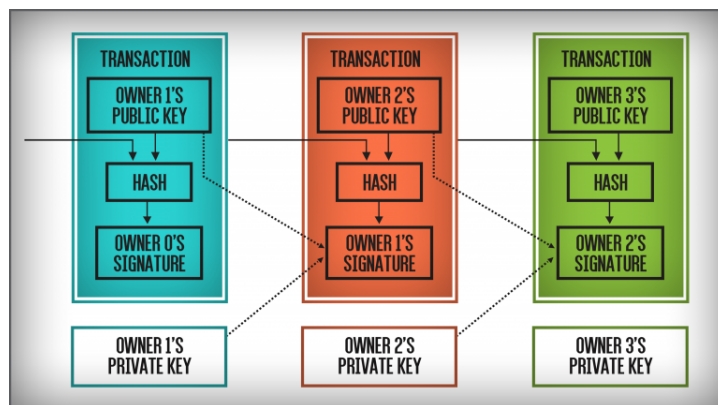 TRANSACTION
OWNER 1'S
PUBLIC KEY
HASH
OWNER 0'S
SIGNATURE
OWNER 1'S
PRIVATE KEY
TRANSACTION
OWNER 2'S
PUBLIC KEY
HASH
OWNER 1'S
SIGNATURE
OWNER 2'S
PRIVATE KEY
TRANSACTION
OWNER 3'S
PUBLIC KEY
HASH
OWNER 2'S
SIGNATURE
OWNER 3'S
PRIVATE KEY